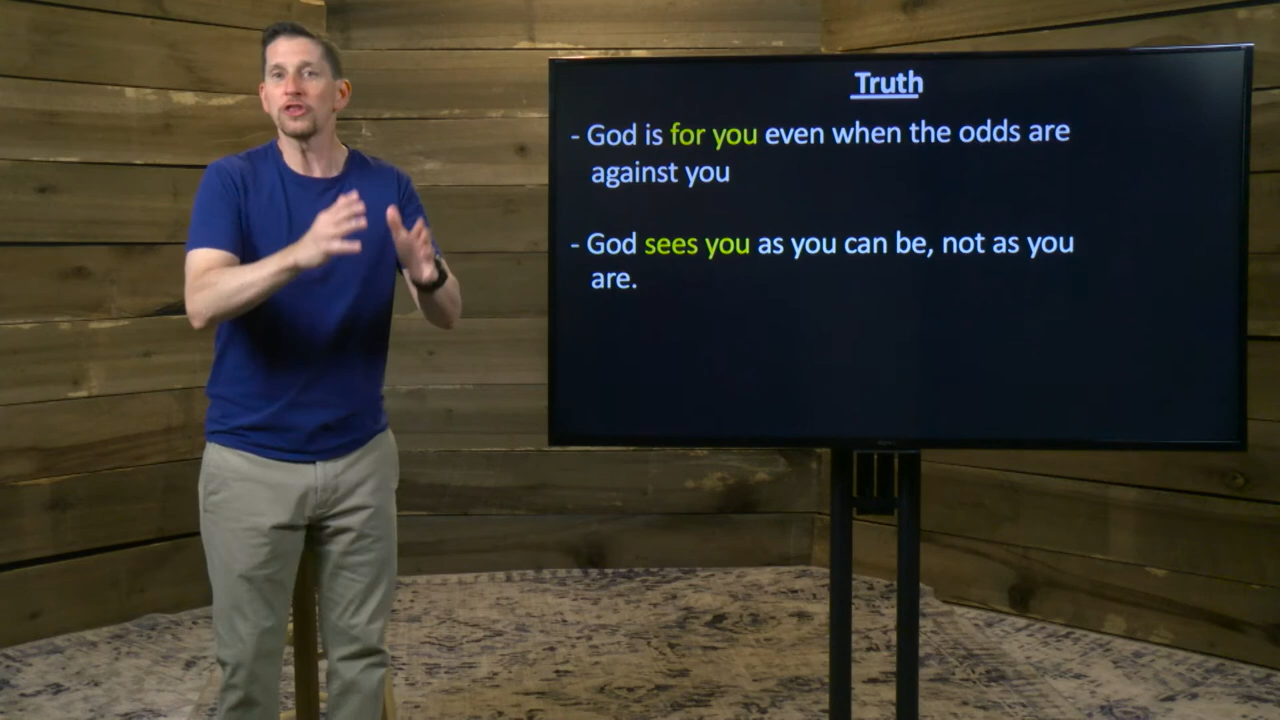 Truth
- God is for you even when the odds are
against you
- God sees you as you can be, not as you
are.